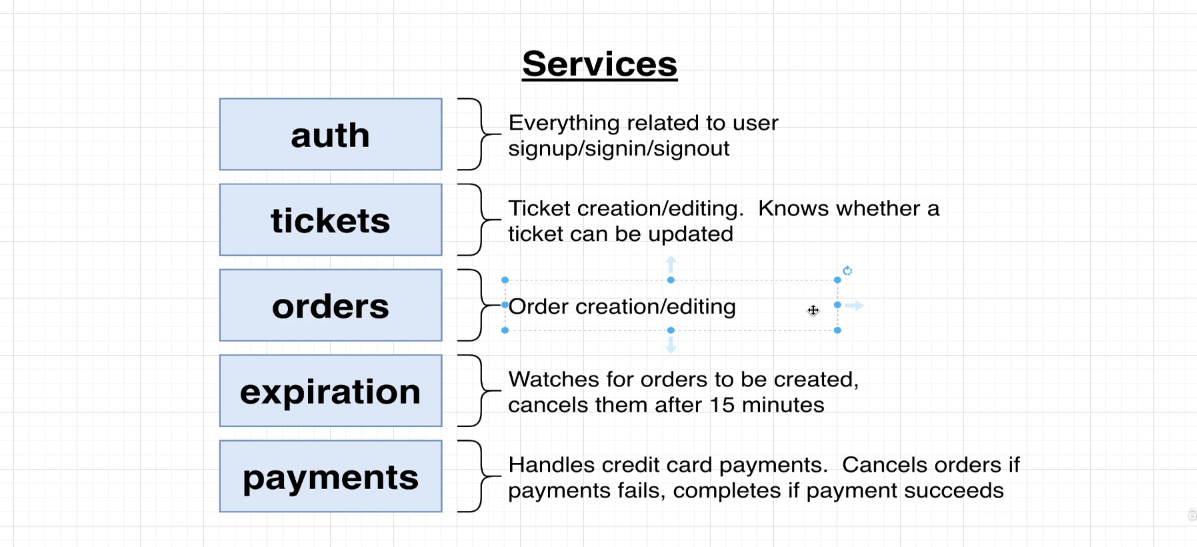 Services
auth
Everything related to user
signup/signin/signout
tickets
Ticket creation/editing.  Knows whether a
ticket can be updated
orders
Order creation/editing
expiration
Watches for orders to be created,
cancels them after 15 minutes
payments
Handles credit card payments.  Cancels orders if
payments fails, completes if payment succeeds